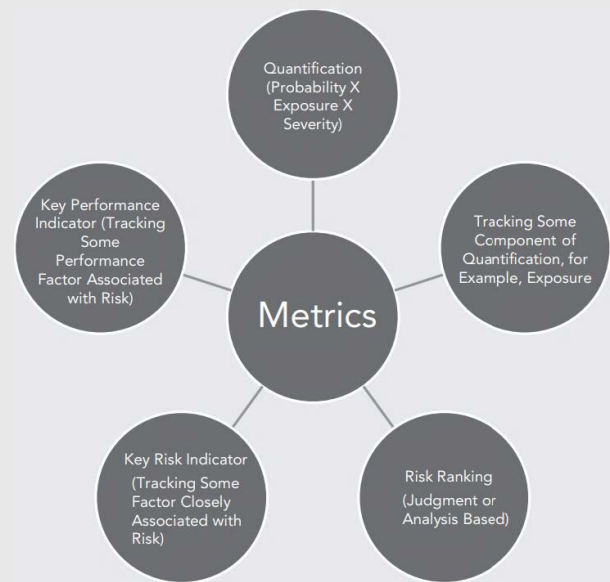 Quantification
(Probability X
Exposure X
Severity)
Key Performance
Indicator (Tracking
Some
Performance
Factor Associated
with Risk)
Tracking Some
Component of
Quantification, for
Example, Exposure
Metrics
Key Risk Indicator
(Tracking Some
Factor Closely
Associated with
Risk)
Risk Ranking
(Judgment or
Analysis Based)